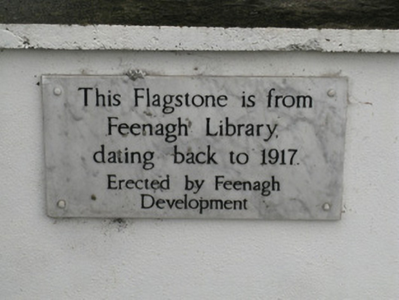 This Flagstone is from
Feenagh Library,
dating back to 1917.
Erected by Feenagh
Development